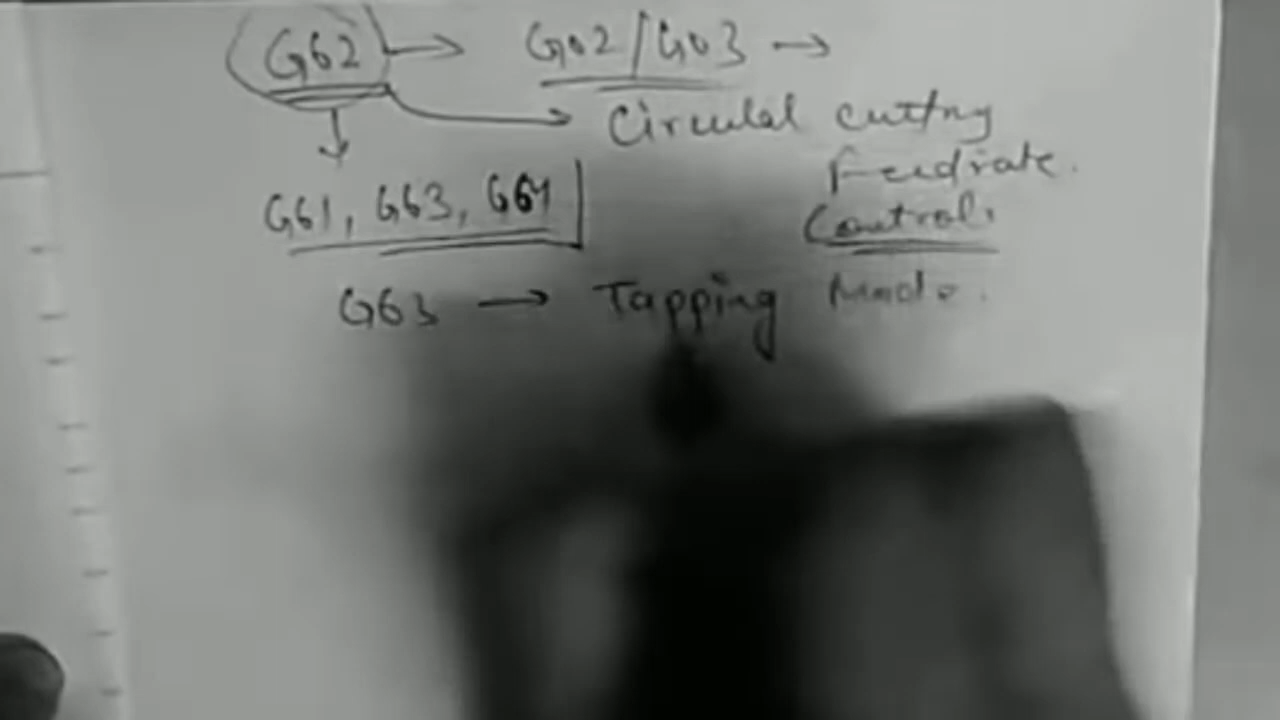 G62 → G02/G03 →
Circulal cutting
Feedrate.
G61, G63, G64
Control.
G63 → Tapping Mode.